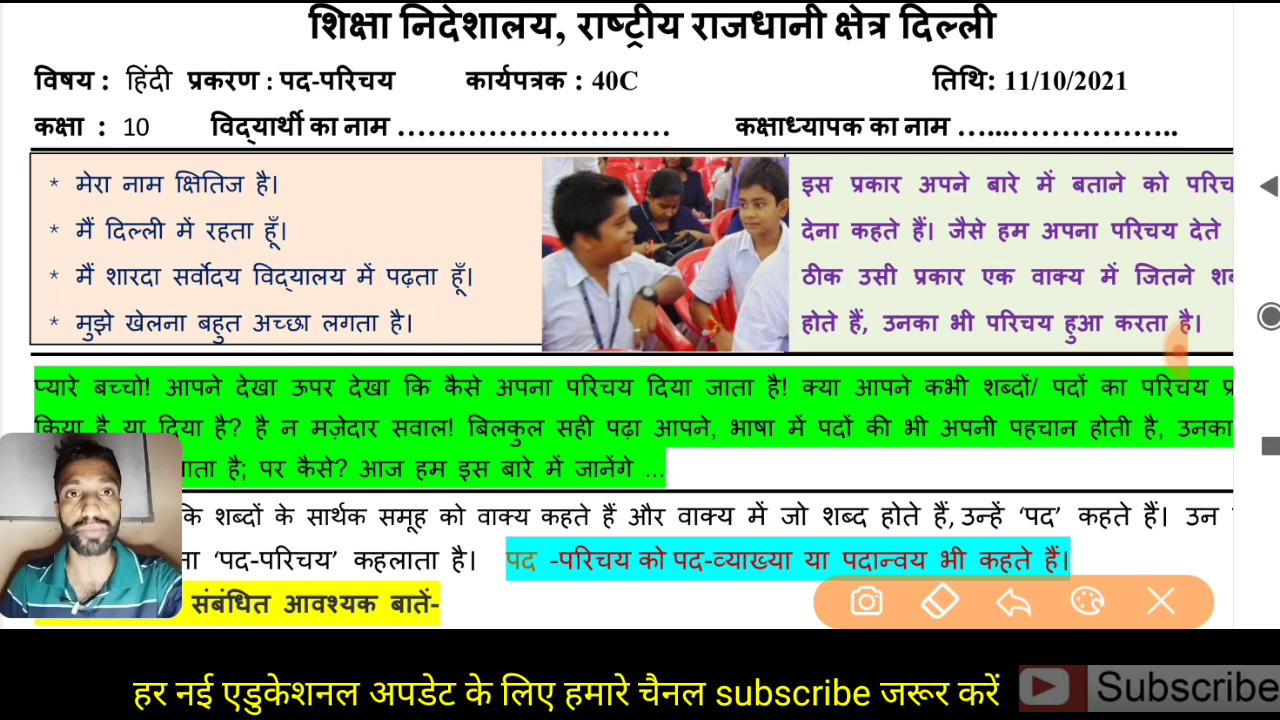 शिक्षा निदेशालय, राष्ट्रीय राजधानी क्षेत्र दिल्ली
विषय : हिंदी प्रकरण : पद-परिचय कार्यपत्रक : 40C तिथि: 11/10/2021
कक्षा : 10 विद्यार्थी का नाम ………………………… कक्षाध्यापक का नाम …...……………..
* मेरा नाम क्षितिज है।
* मैं दिल्ली में रहता हूँ।
* मैं शारदा सर्वोदय विद्यालय में पढ़ता हूँ।
* मुझे खेलना बहुत अच्छा लगता है।
इस प्रकार अपने बारे में बताने को परिच
देना कहते हैं। जैसे हम अपना परिचय देते
ठीक उसी प्रकार एक वाक्य में जितने
होते हैं, उनका भी परिचय हुआ करता है।
प्यारे बच्चो! आपने देखा ऊपर देखा कि कैसे अपना परिचय दिया जाता है! क्या आपने कभी शब्दों/ पदों का परिचय
किया है या दिया है? है न मज़ेदार सवाल! बिलकुल सही पढ़ा आपने, भाषा में पदों की भी अपनी पहचान होती है, उनका
है; पर कैसे? आज हम इस बारे में जानेंगे ...
कि शब्दों के सार्थक समूह को वाक्य कहते हैं और वाक्य में जो शब्द होते हैं, उन्हें ‘पद’ कहते हैं। उन
‘पद-परिचय’ कहलाता है। पद -परिचय को पद-व्याख्या या पदान्वय भी कहते हैं।
संबंधित आवश्यक बातें-
हर नई एडुकेशनल अपडेट के लिए हमारे चैनल subscribe जरूर करें Subscribe